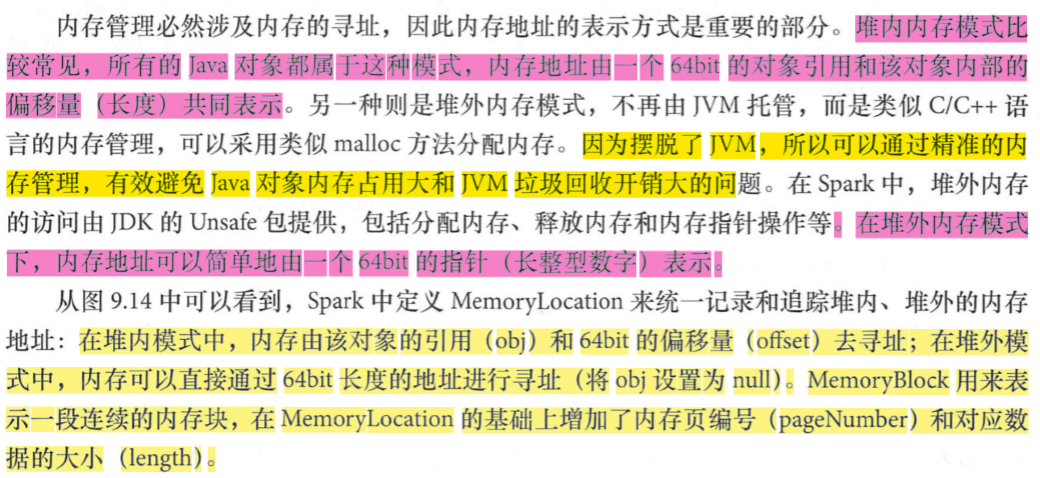 内存管理必然涉及内存的寻址，因此内存地址的表示方式是重要的部分。堆内内存模式比
较常见，所有的 Java 对象都属于这种模式，内存地址由一个 64bit 的对象引用和该对象内部的
偏移量（长度）共同表示。另一种则是堆外内存模式，不再由 JVM 托管，而是类似 C/C++ 语
言的内存管理，可以采用类似 malloc 方法分配内存。因为摆脱了 JVM，所以可以通过精准的内
存管理，有效避免 Java 对象内存占用大和 JVM 垃圾回收开销大的问题。在 Spark 中，堆外内存
的访问由 JDK 的 Unsafe 包提供，包括分配内存、释放内存和内存指针操作等。在堆外内存模式
下，内存地址可以简单地由一个 64bit 的指针（长整型数字）表示。
从图 9.14 中可以看到，Spark 中定义 MemoryLocation 来统一记录和追踪堆内、堆外的内存
地址：在堆内模式中，内存由该对象的引用（obj）和 64bit 的偏移量（offset）去寻址；在堆外模
式中，内存可以直接通过 64bit 长度的地址进行寻址（将 obj 设置为 null）。MemoryBlock 用来表
示一段连续的内存块，在 MemoryLocation 的基础上增加了内存页编号（pageNumber）和对应数
据的大小（length）。